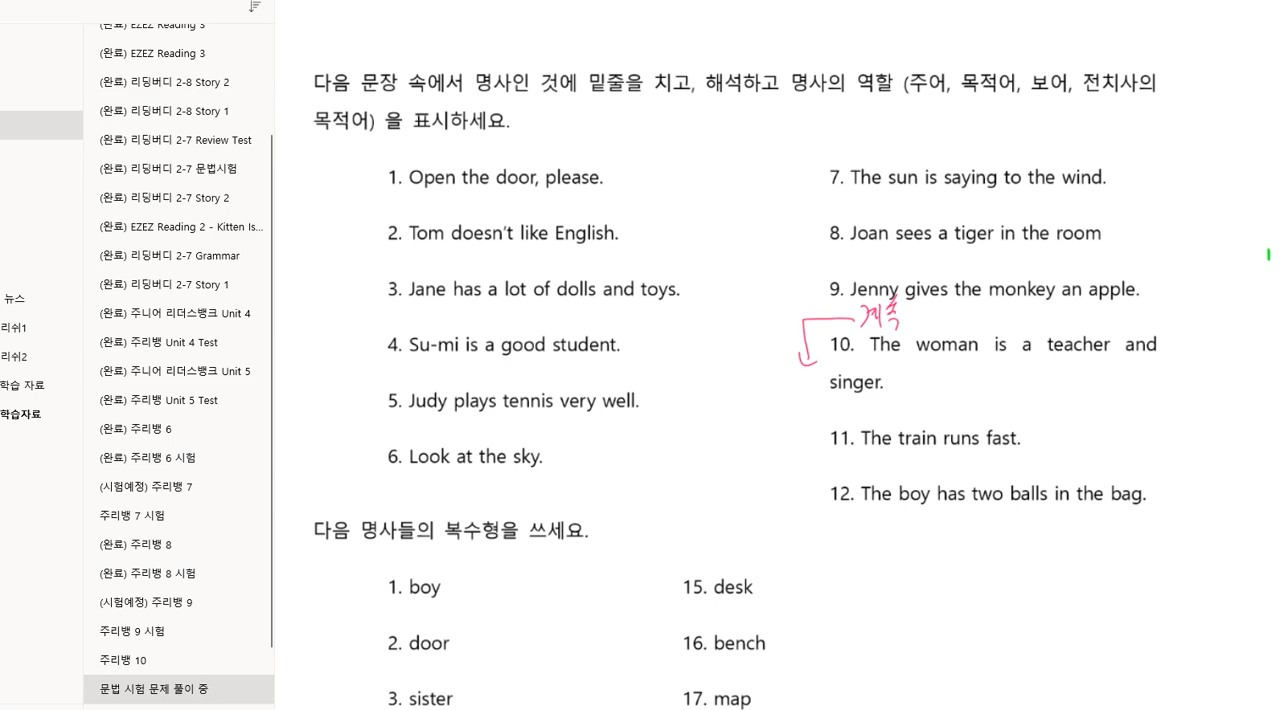 (완료) EZEZ Reading 3
(완료) EZEZ Reading 3
(완료) 리딩버디 2-8 Story 2
(완료) 리딩버디 2-8 Story 1
(완료) 리딩버디 2-7 Review Test
(완료) 리딩버디 2-7 문법시험
(완료) 리딩버디 2-7 Story 2
(완료) EZEZ Reading 2 - Kitten Is...
(완료) 리딩버디 2-7 Grammar
(완료) 리딩버디 2-7 Story 1
(완료) 주니어 리더스뱅크 Unit 4
(완료) 주리뱅 Unit 4 Test
(완료) 주니어 리더스뱅크 Unit 5
(완료) 주리뱅 Unit 5 Test
(완료) 주리뱅 6
(완료) 주리뱅 6 시험
(시험예정) 주리뱅 7
주리뱅 7 시험
(완료) 주리뱅 8
(완료) 주리뱅 8 시험
(시험예정) 주리뱅 9
주리뱅 9 시험
주리뱅 10
문법 시험 문제 풀이 중
뉴스
리쉬1
리쉬2
학습 자료
학습자료
다음 문장 속에서 명사인 것에 밑줄을 치고, 해석하고 명사의 역할 (주어, 목적어, 보어, 전치사의
목적어) 을 표시하세요.
1. Open the door, please.
2. Tom doesn't like English.
3. Jane has a lot of dolls and toys.
4. Su-mi is a good student.
5. Judy plays tennis very well.
6. Look at the sky.
7. The sun is saying to the wind.
8. Joan sees a tiger in the room
9. Jenny gives the monkey an apple.
계속
10. The woman is a teacher and
singer.
11. The train runs fast.
12. The boy has two balls in the bag.
다음 명사들의 복수형을 쓰세요.
1. boy
2. door
3. sister
15. desk
16. bench
17. map